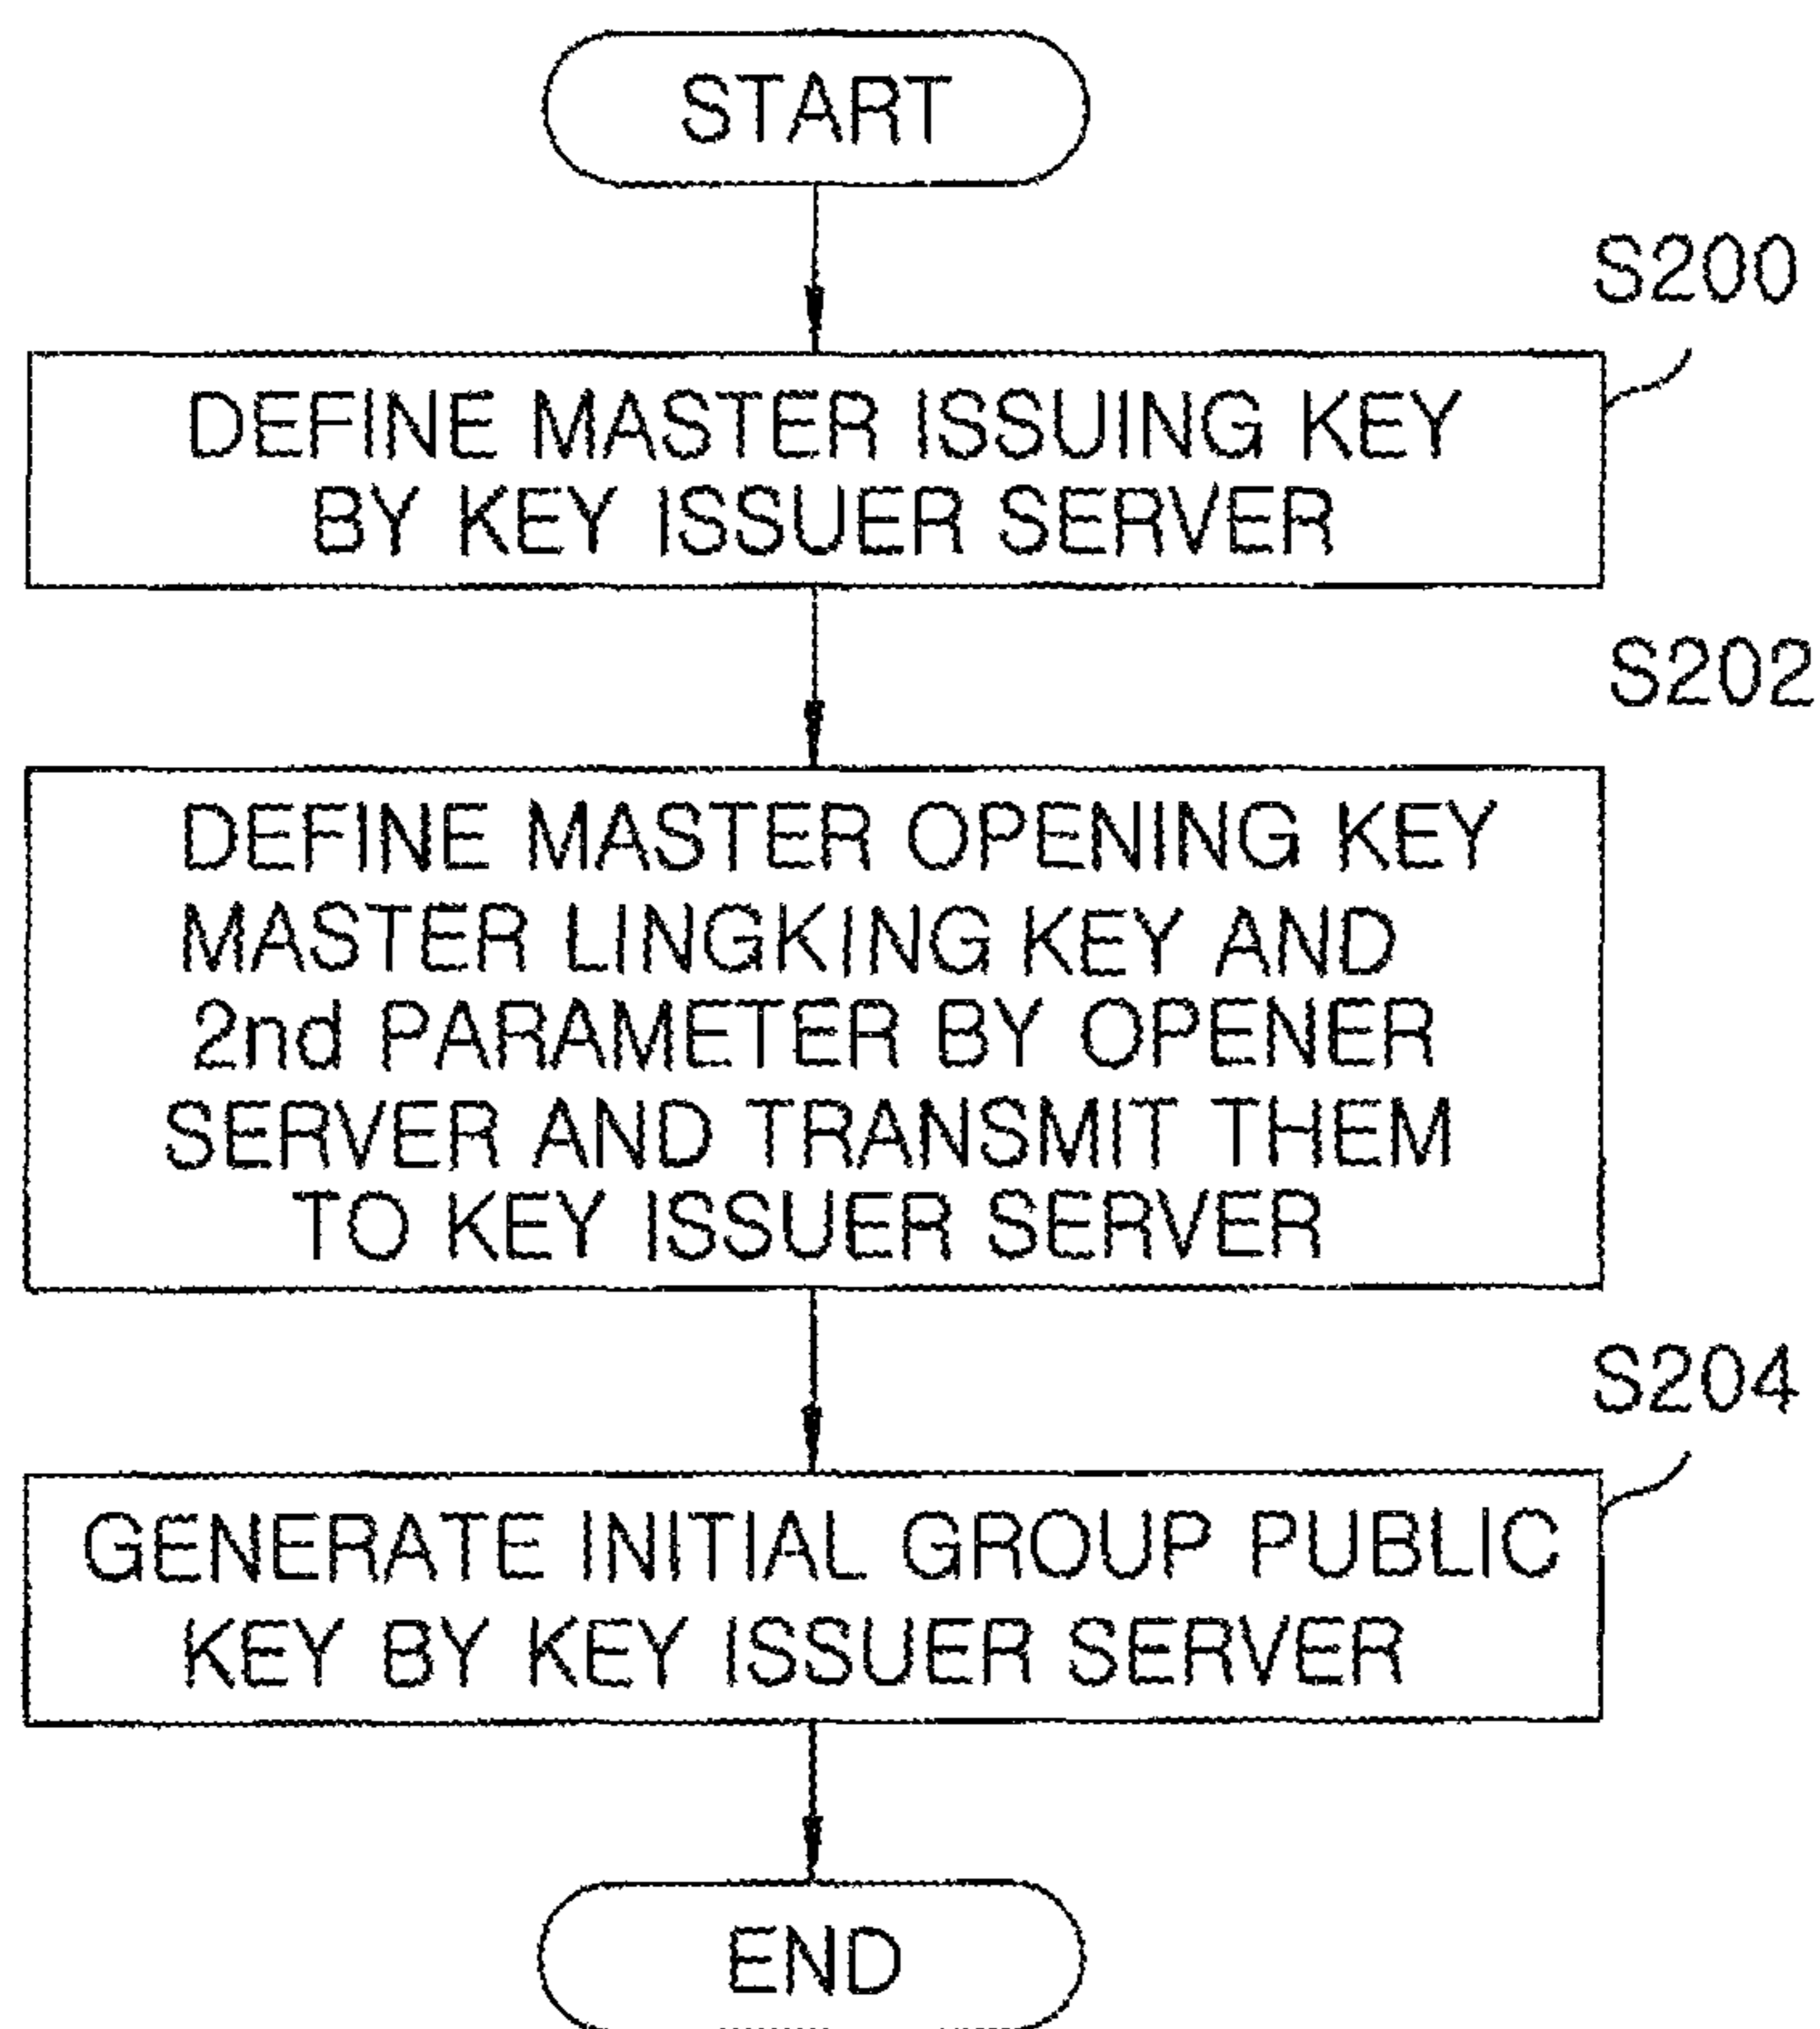 START
S200
DEFINE MASTER ISSUING KEY
BY KEY ISSUER SERVER
S202
DEFINE MASTER OPENING KEY
MASTER LINGKING KEY AND
2nd PARAMETER BY OPENER
SERVER AND TRANSMIT THEM
TO KEY ISSUER SERVER
S204
GENERATE INITIAL GROUP PUBLIC
KEY BY KEY ISSUER SERVER
END